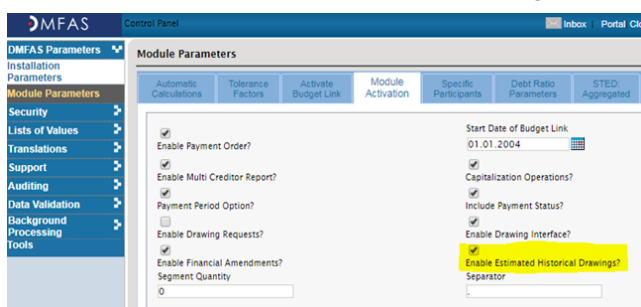 DMFAS
Control Panel
Inbox | Portal Clo
DMFAS Parameters
Installation
Parameters
Module Parameters
Security
Lists of Values
Translations
Support
Auditing
Data Validation
Background
Processing
Tools
Module Parameters
Automatic
Calculations
Tolerance
Factors
Activate
Budget Link
Module
Activation
Specific
Participants
Debt Ratio
Parameters
STED:
Aggregated
Enable Payment Order?
Start Date of Budget Link
01.01.2004
Enable Multi Creditor Report?
Capitalization Operations?
Payment Period Option?
Include Payment Status?
Enable Drawing Requests?
Enable Drawing Interface?
Enable Financial Amendments?
Enable Estimated Historical Drawings?
Segment Quantity
0
Separator
.